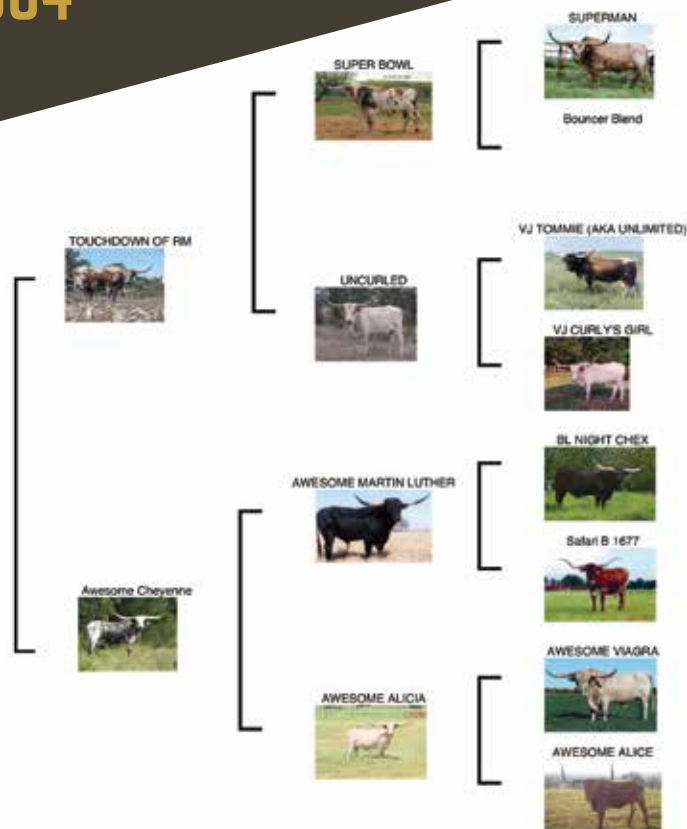 SUPERMAN
SUPER BOWL
Bouncer Blend
TOUCHDOWN OF RM
VJ TOMMIE (AKA UNLIMITED)
UNCURLED
VJ CURLY'S GIRL
BL NIGHT CHEX
AWESOME MARTIN LUTHER
Safari B 1677
Awesome Cheyenne
AWESOME VIAGRA
AWESOME ALICIA
AWESOME ALICE